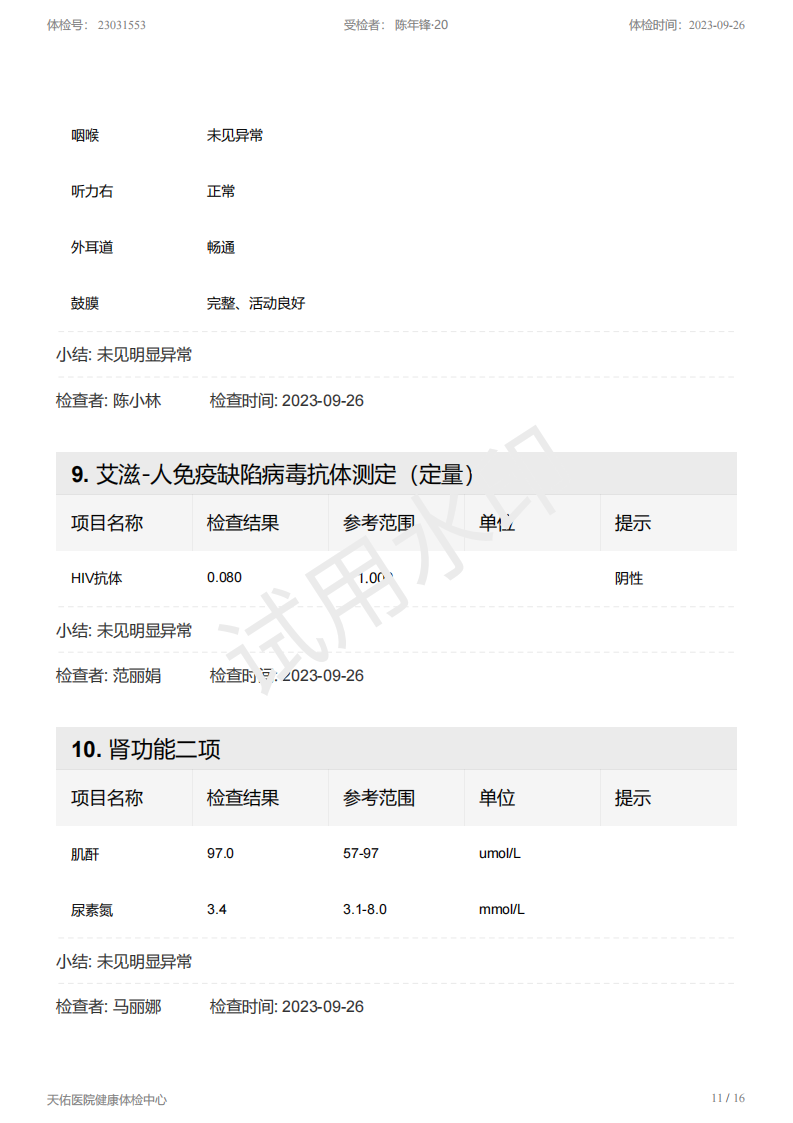 体检号： 23031553 受检者： 陈年锋·20 体检时间：2023-09-26
咽喉 未见异常
听力右 正常
外耳道 畅通
鼓膜 完整、活动良好
小结: 未见明显异常
检查者: 陈小林 检查时间: 2023-09-26
9. 艾滋-人免疫缺陷病毒抗体测定（定量）
项目名称 检查结果 参考范围 单位 提示
HIV抗体 0.080 1.000 阴性
小结: 未见明显异常
检查者: 范丽娟 检查时间: 2023-09-26
试用水印
10. 肾功能二项
项目名称 检查结果 参考范围 单位 提示
肌酐 97.0 57-97 umol/L
尿素氮 3.4 3.1-8.0 mmol/L
小结: 未见明显异常
检查者: 马丽娜 检查时间: 2023-09-26
天佑医院健康体检中心 11 / 16